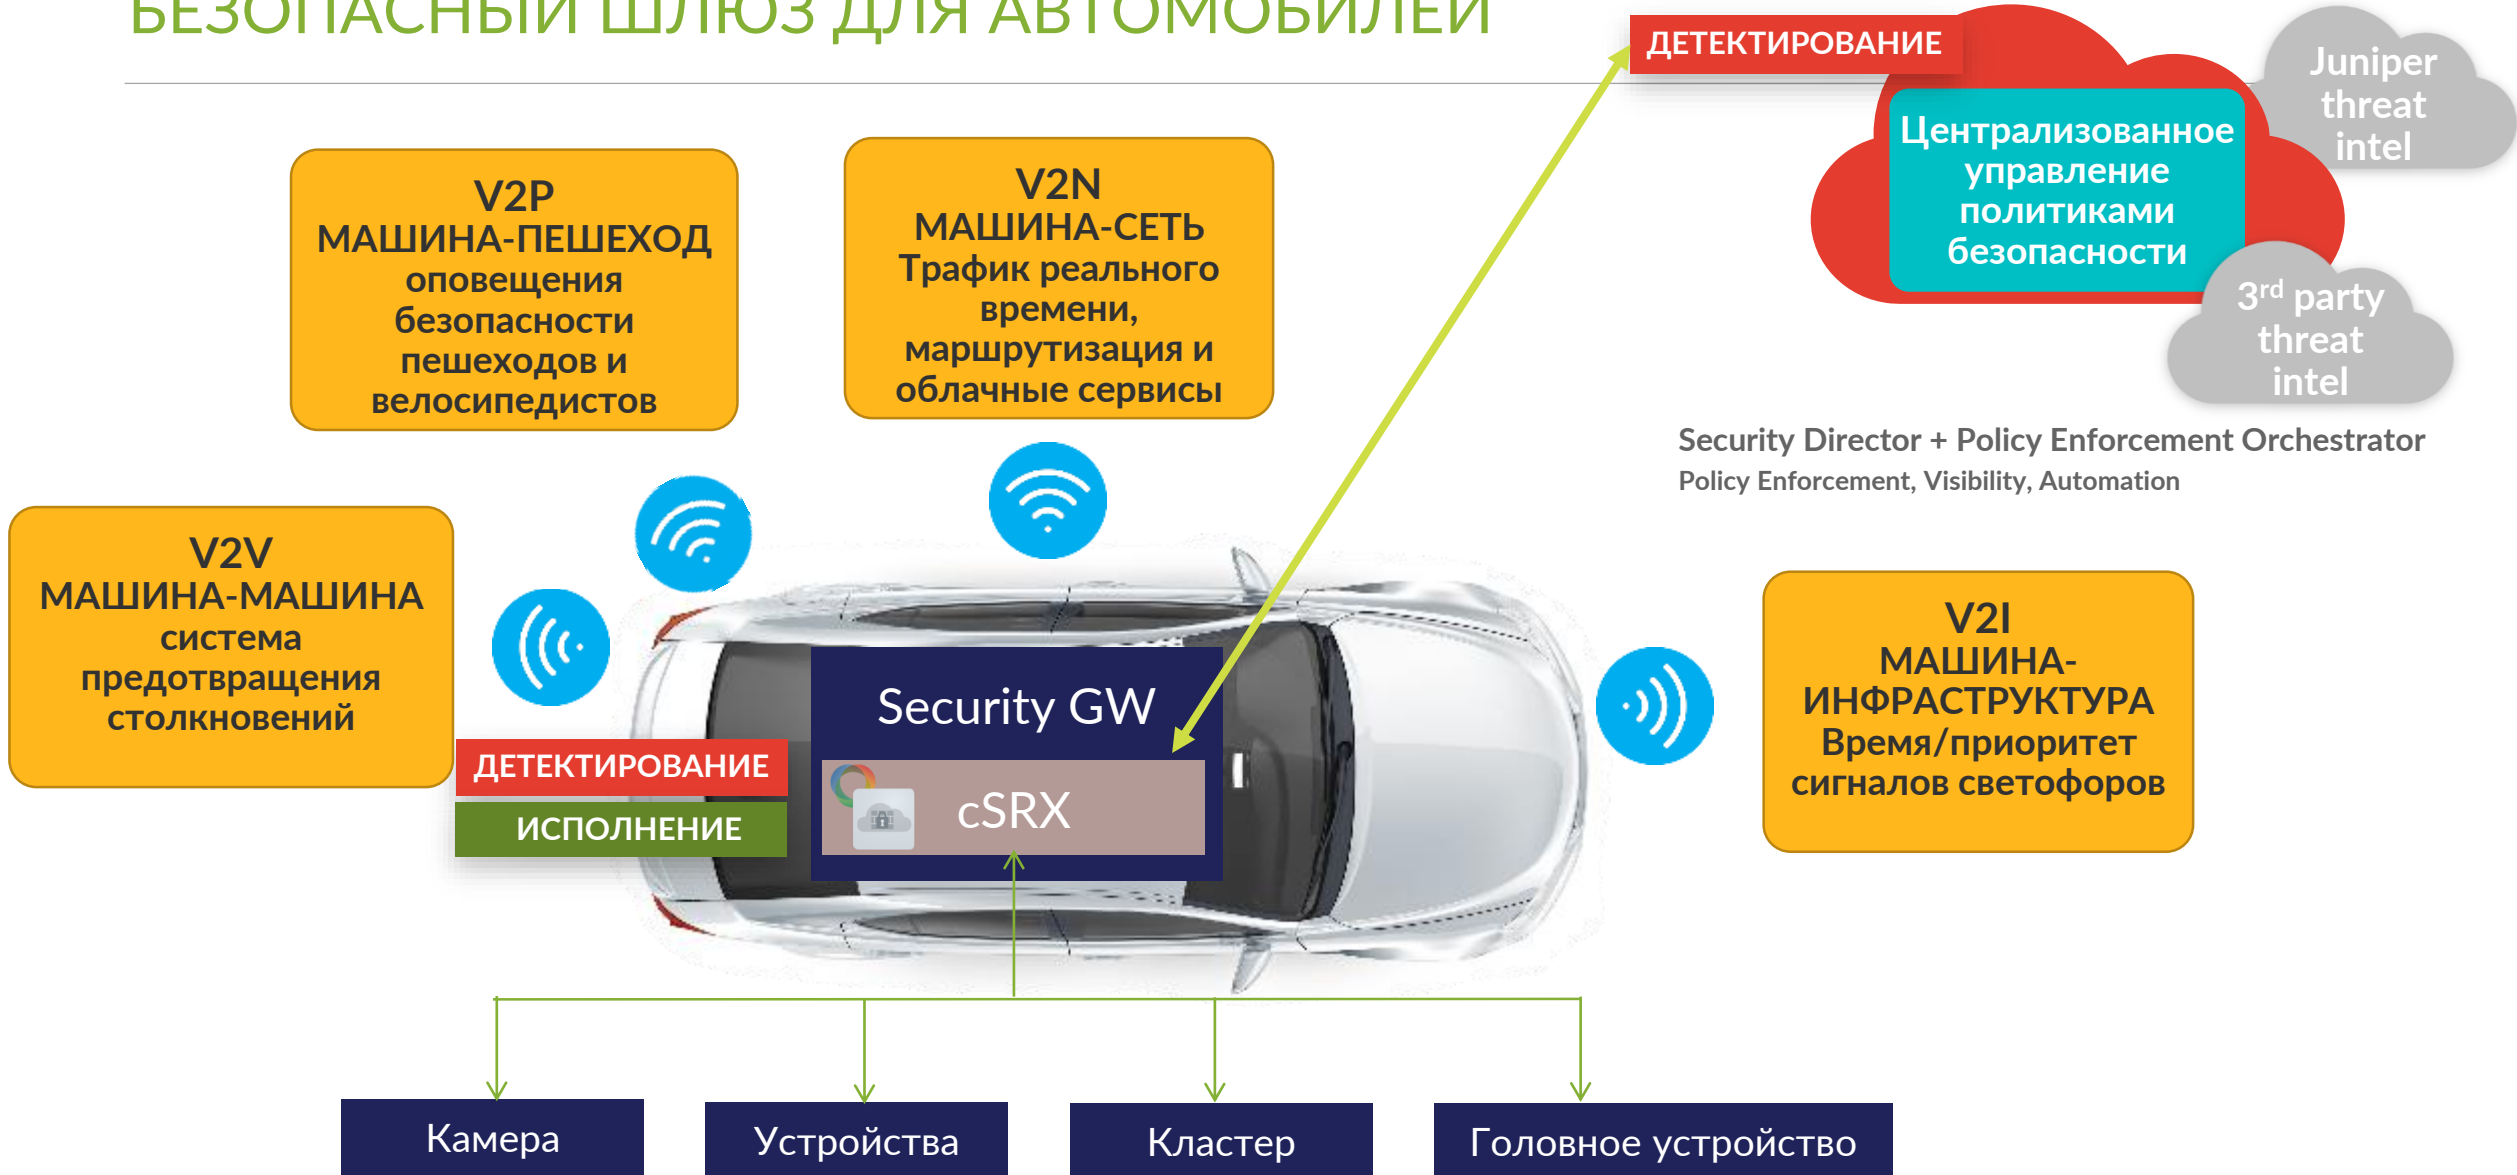 БЕЗОПАСНЫЙ ШЛЮЗ ДЛЯ АВТОМОБИЛЕЙ
ДЕТЕКТИРОВАНИЕ
Juniper
threat
intel
Централизованное
управление
политиками
безопасности
3rd party
threat
intel
Security Director + Policy Enforcement Orchestrator
Policy Enforcement, Visibility, Automation
V2P
МАШИНА-ПЕШЕХОД
оповещения
безопасности
пешеходов и
велосипедистов
V2N
МАШИНА-СЕТЬ
Трафик реального
времени,
маршрутизация и
облачные сервисы
V2V
МАШИНА-МАШИНА
система
предотвращения
столкновений
V2I
МАШИНА-
ИНФРАСТРУКТУРА
Время/приоритет
сигналов светофоров
Security GW
ДЕТЕКТИРОВАНИЕ
ИСПОЛНЕНИЕ
cSRX
Камера
Устройства
Кластер
Головное устройство